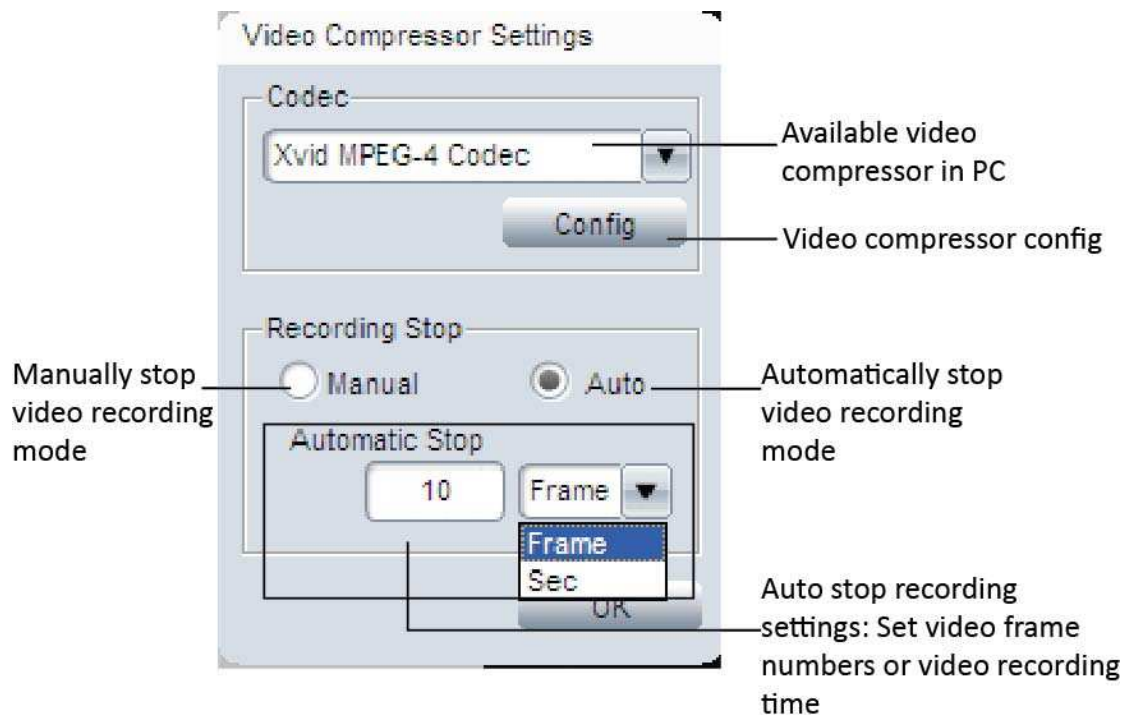 Video Compressor Settings
Codec
Xvid MPEG-4 Codec
Available video
compressor in PC
Config
Video compressor config
Recording Stop
Manually stop
video recording
mode
Manual
Auto
Automatically stop
video recording
mode
Automatic Stop
10
Frame
Frame
Sec
OK
Auto stop recording
settings: Set video frame
numbers or video recording
time